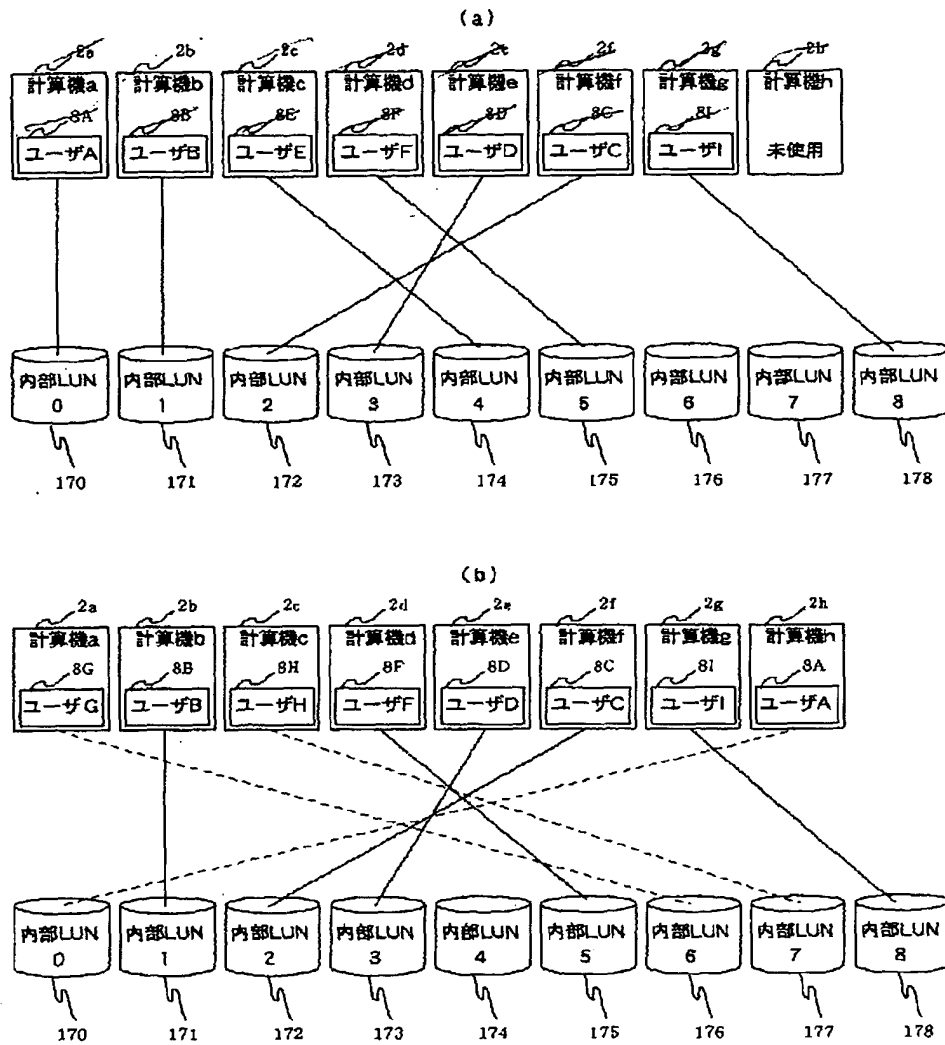 (a)
2a 2b 2c 2d 2e 2f 2g 2h
計算機a 計算機b 計算機c 計算機d 計算機e 計算機f 計算機g 計算機h
8A 8B 8E 8F 8D 8C 8I
ユーザA ユーザB ユーザE ユーザF ユーザD ユーザC ユーザI 未使用
内部LUN 内部LUN 内部LUN 内部LUN 内部LUN 内部LUN 内部LUN 内部LUN 内部LUN
0 1 2 3 4 5 6 7 8
170 171 172 173 174 175 176 177 178
(b)
2a 2b 2c 2d 2e 2f 2g 2h
計算機a 計算機b 計算機c 計算機d 計算機e 計算機f 計算機g 計算機h
8G 8B 8H 8F 8D 8C 8I 8A
ユーザG ユーザB ユーザH ユーザF ユーザD ユーザC ユーザI ユーザA
内部LUN 内部LUN 内部LUN 内部LUN 内部LUN 内部LUN 内部LUN 内部LUN 内部LUN
0 1 2 3 4 5 6 7 8
170 171 172 173 174 175 176 177 178